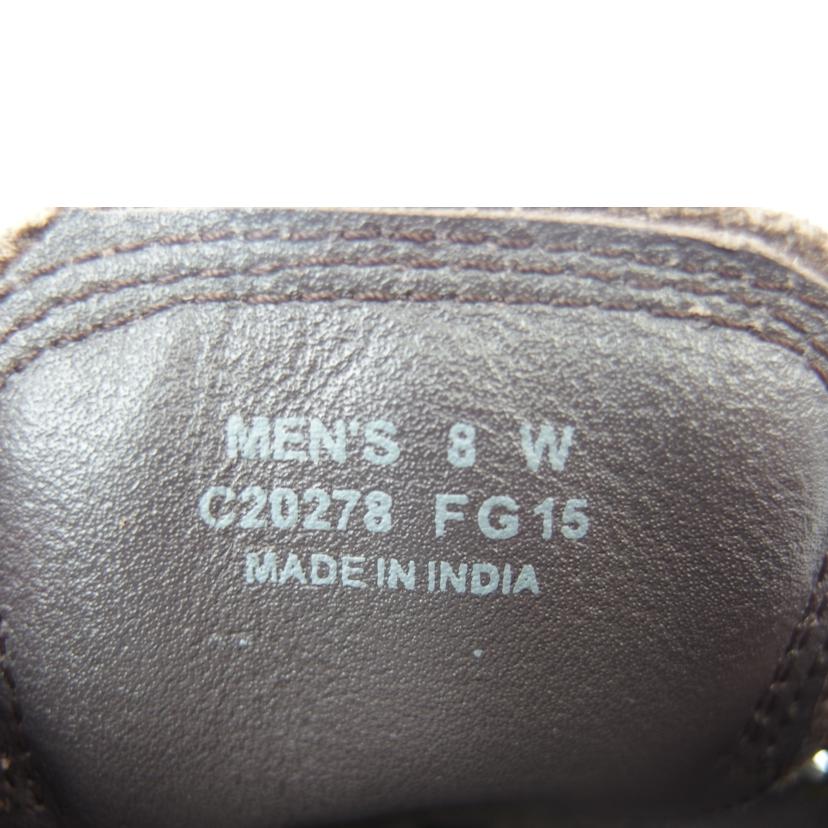 MEN'S 8 W
C20278 FG15
MADE IN INDIA